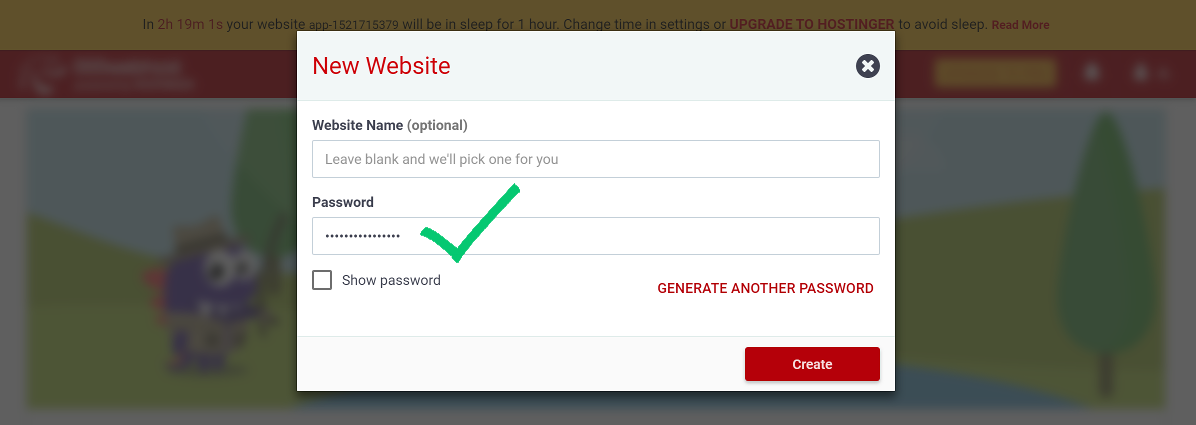 In 2h 19m 1s your website app-1521715379 will be in sleep for 1 hour. Change time in settings or UPGRADE TO HOSTINGER to avoid sleep. Read More
New Website
Website Name (optional)
Leave blank and we'll pick one for you
Password
••••••••••••••••
Show password
GENERATE ANOTHER PASSWORD
Create